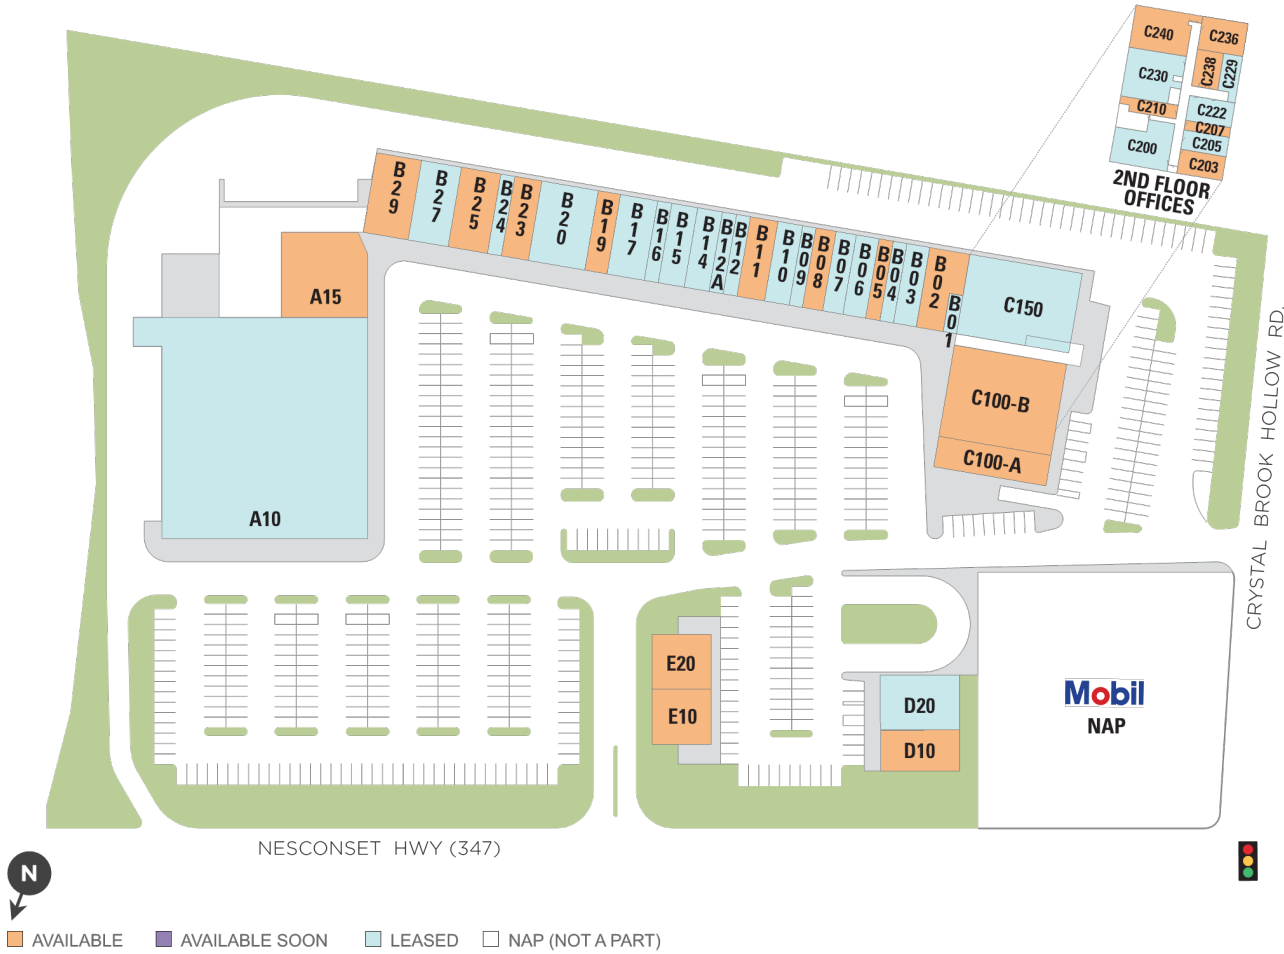 C240
C236
C230
C238
C229
C210
C222
C207
C200
C205
C203
2ND FLOOR
OFFICES
B29
B27
B25
B24
B23
B20
B19
B17
B16
B15
B14
B12A
B12
B11
B10
B09
B08
B07
B06
B05
B04
B03
B02
B01
C150
A15
C100-B
C100-A
A10
CRYSTAL BROOK HOLLOW RD.
E20
E10
D20
D10
Mobil
NAP
NESCONSET HWY (347)
N
AVAILABLE
AVAILABLE SOON
LEASED
NAP (NOT A PART)